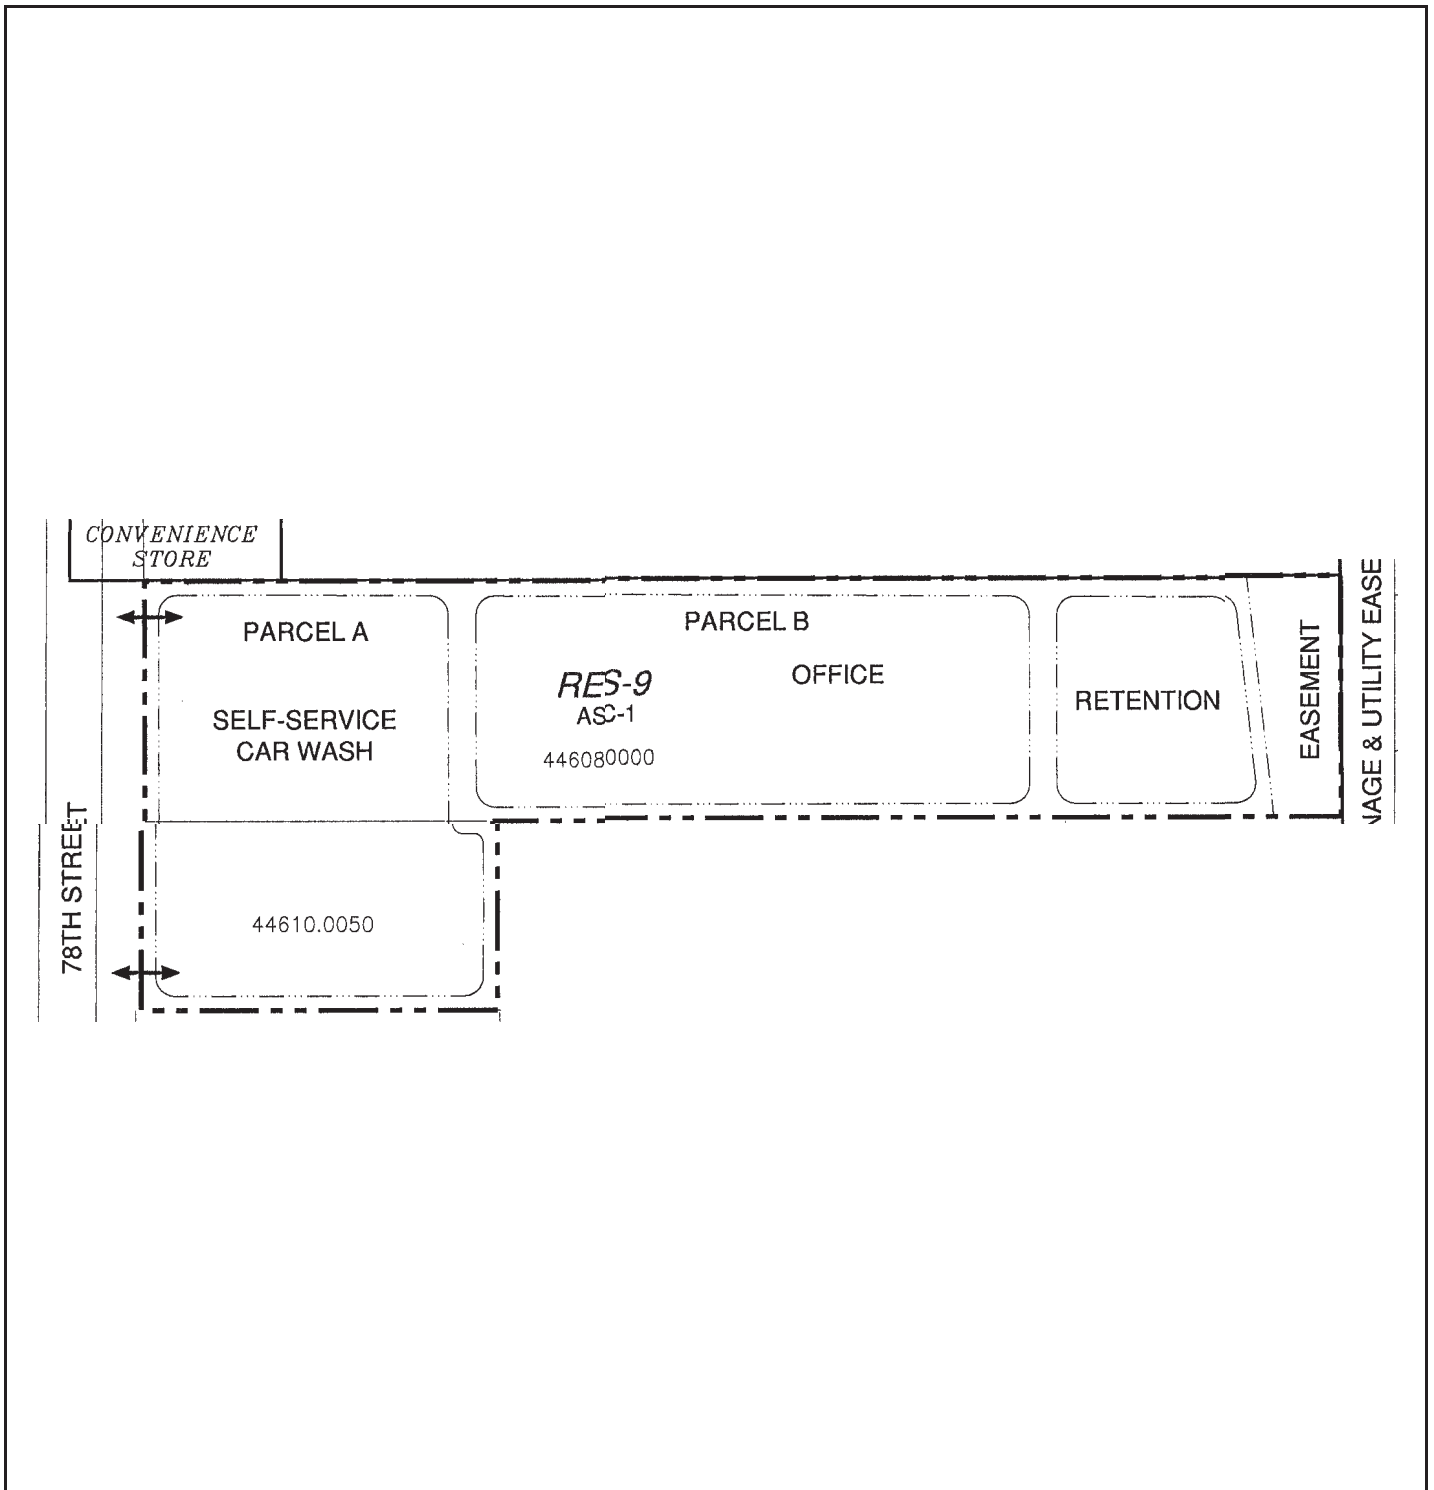 CONVENIENCE
STORE
PARCEL A
SELF-SERVICE
CAR WASH
PARCEL B
OFFICE
RES-9
ASC-1
446080000
RETENTION
EASEMENT
NAGE & UTILITY EASE
78TH STREET
44610.0050